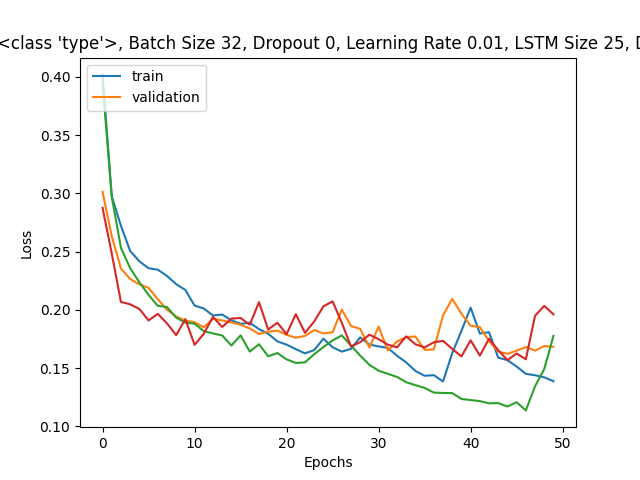 <class 'type'>, Batch Size 32, Dropout 0, Learning Rate 0.01, LSTM Size 25, D
train
validation
0.40
0.35
0.30
0.25
0.20
0.15
0.10
Loss
0 10 20 30 40 50
Epochs